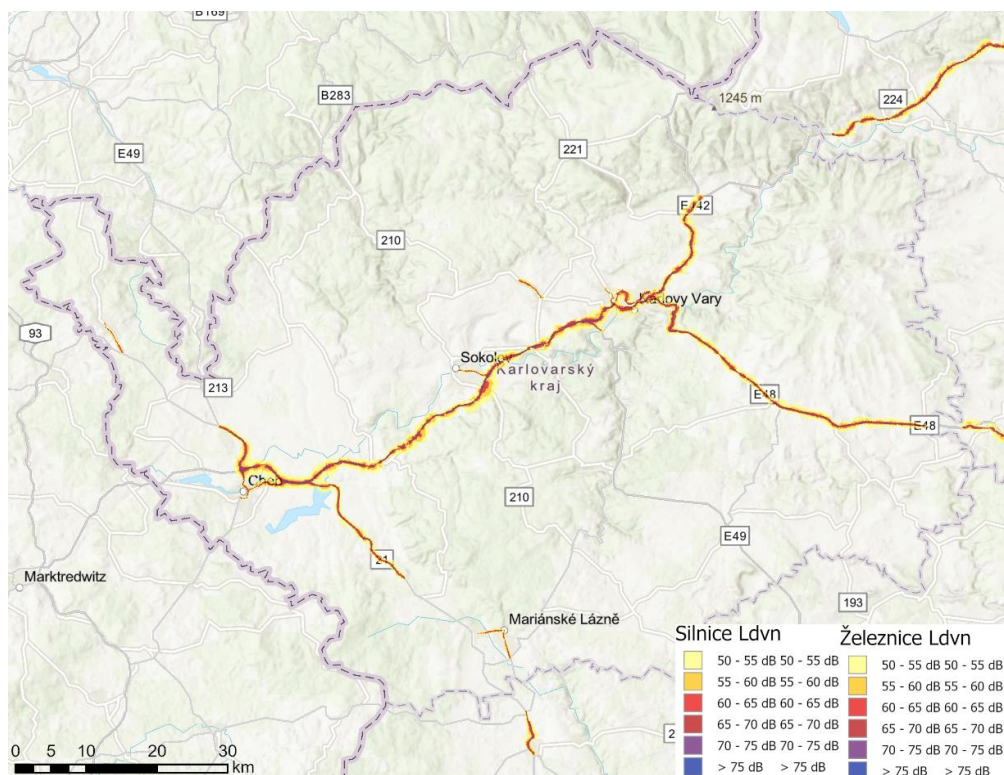 B169
B283
1245 m
224
E49
221
E442
210
Karlovy Vary
93
Sokolov
Karlovarský
kraj
213
E48
E48
Cheb
210
21
E49
Marktredwitz
193
Mariánské Lázně
Silnice Ldvn
50 - 55 dB 50 - 55 dB
55 - 60 dB 55 - 60 dB
60 - 65 dB 60 - 65 dB
65 - 70 dB 65 - 70 dB
70 - 75 dB 70 - 75 dB
> 75 dB > 75 dB
Železnice Ldvn
50 - 55 dB 50 - 55 dB
55 - 60 dB 55 - 60 dB
60 - 65 dB 60 - 65 dB
65 - 70 dB 65 - 70 dB
70 - 75 dB 70 - 75 dB
> 75 dB > 75 dB
0 5 10 20 30
km